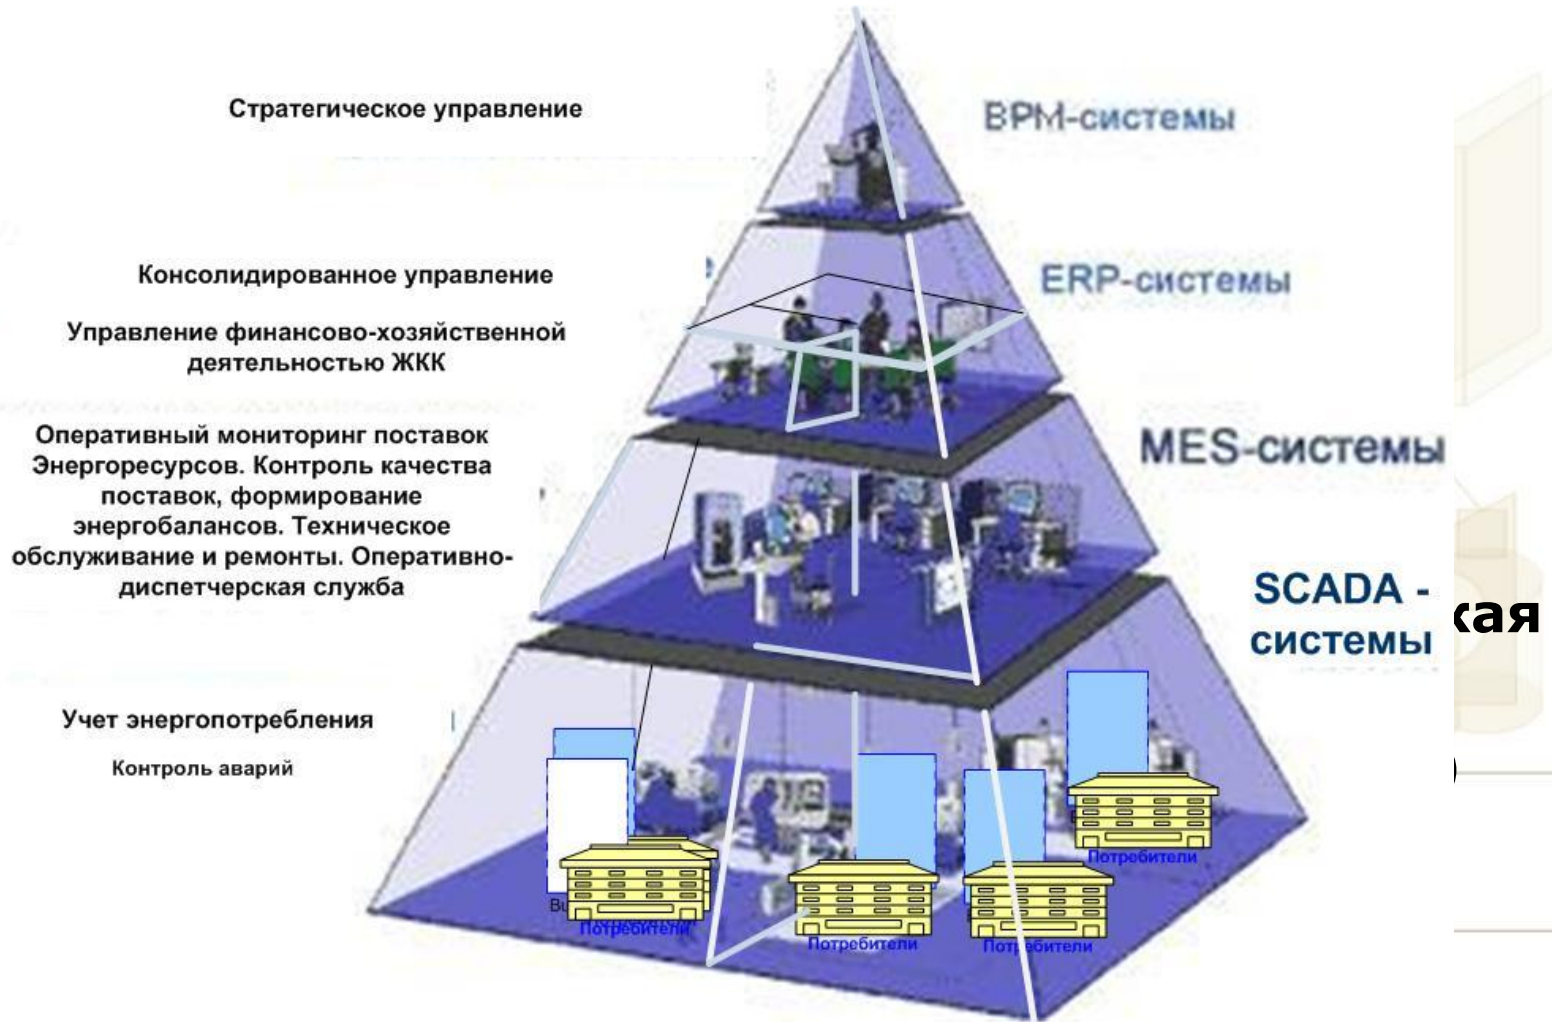 Стратегическое управление
BPM-системы
Консолидированное управление
ERP-системы
Управление финансово-хозяйственной
деятельностью ЖКК
Оперативный мониторинг поставок
Энергоресурсов. Контроль качества
поставок, формирование
энергобалансов. Техническое
обслуживание и ремонты. Оперативно-
диспетчерская служба
MES-системы
SCADA -
системы
кая
Учет энергопотребления
Контроль аварий
)
Потребители
Потребители
Потребители
Потребители